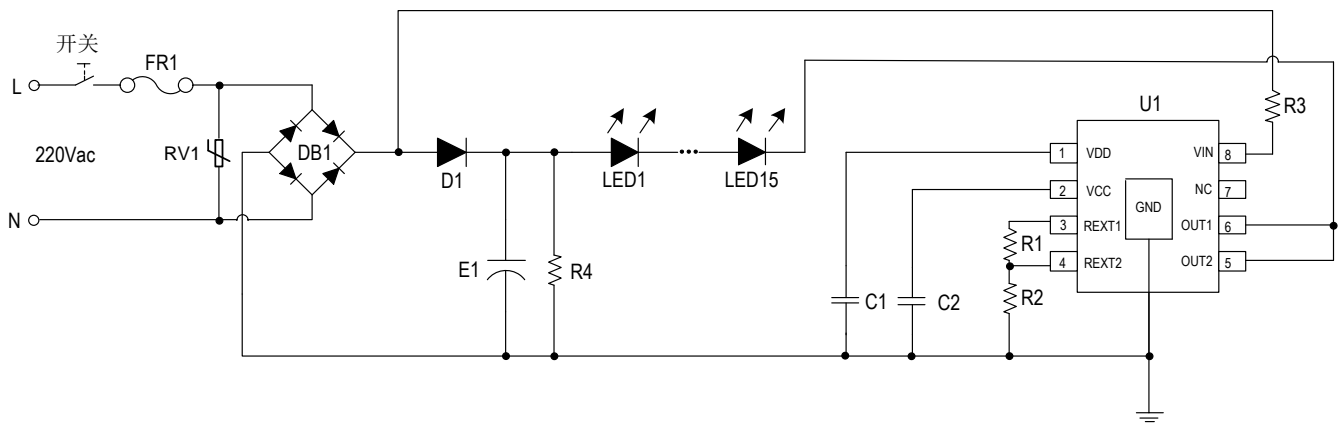 开关
FR1
L
220Vac
RV1
DB1
N
D1
LED1
LED15
E1
R4
C1
C2
R1
R2
R3
U1
1
VDD
2
VCC
3
REXT1
4
REXT2
GND
VIN
8
NC
7
OUT1
6
OUT2
5